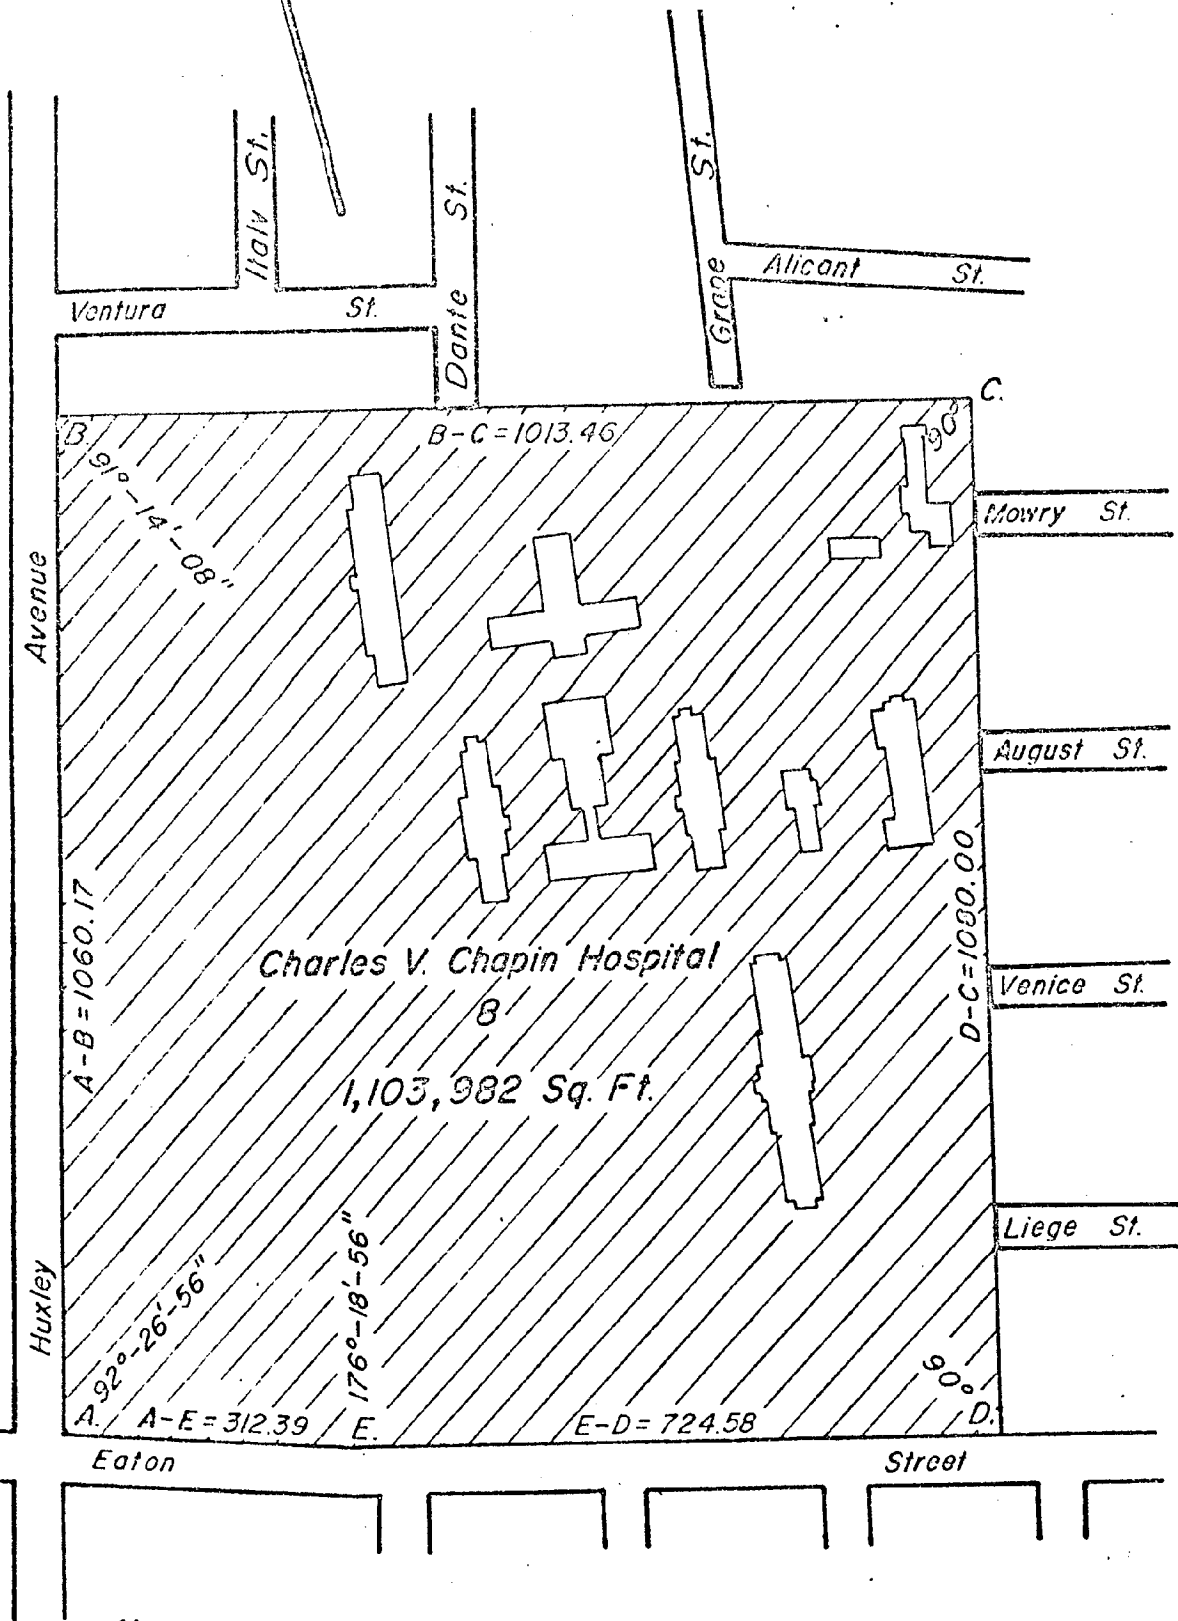 Italy St.
Dante St.
Grane St.
Alicant St.
Ventura St.
C.
B.
B-C=1013.46
90°
91°-14'-08"
Mowry St.
Huxley Avenue
August St.
A-B=1060.17
D-C=1080.00
Charles V. Chapin Hospital
8
1,103,982 Sq. Ft.
Venice St.
Liege St.
92°-26'-56"
176°-18'-56"
90°
A.
A-E=312.39
E.
E-D=724.58
D.
Eaton Street